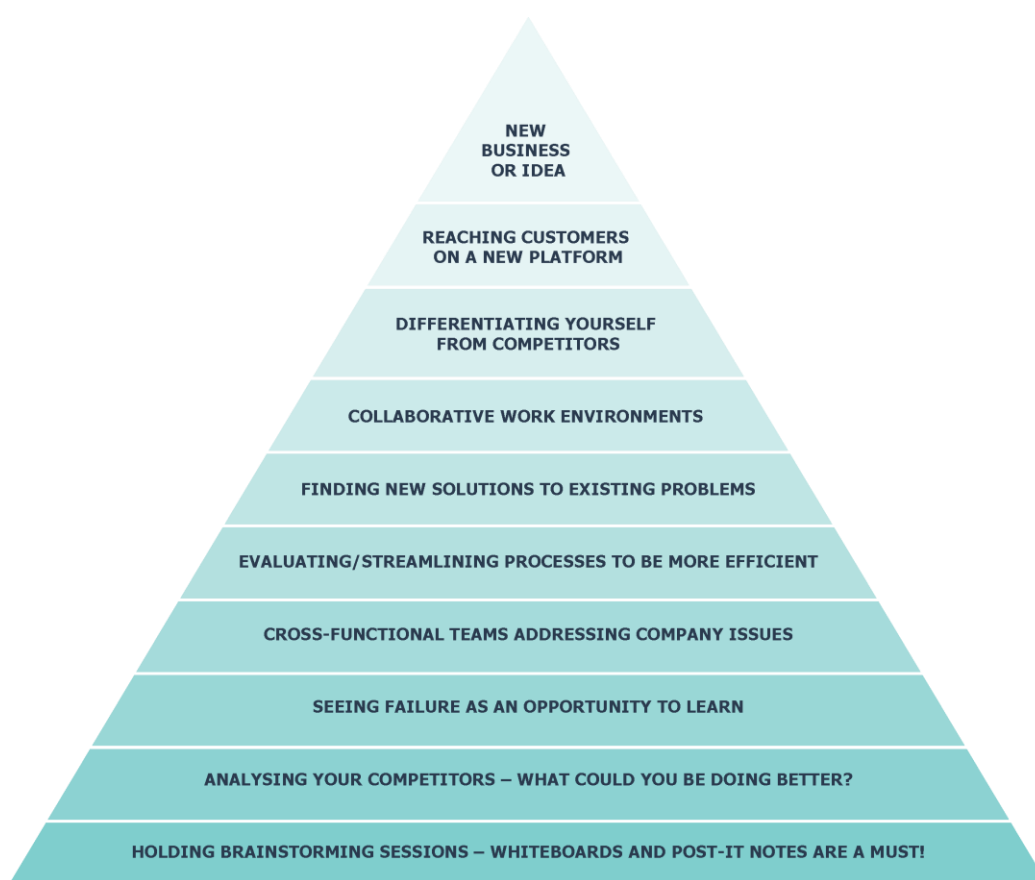 NEW
BUSINESS
OR IDEA
REACHING CUSTOMERS
ON A NEW PLATFORM
DIFFERENTIATING YOURSELF
FROM COMPETITORS
COLLABORATIVE WORK ENVIRONMENTS
FINDING NEW SOLUTIONS TO EXISTING PROBLEMS
EVALUATING/STREAMLINING PROCESSES TO BE MORE EFFICIENT
CROSS-FUNCTIONAL TEAMS ADDRESSING COMPANY ISSUES
SEEING FAILURE AS AN OPPORTUNITY TO LEARN
ANALYSING YOUR COMPETITORS – WHAT COULD YOU BE DOING BETTER?
HOLDING BRAINSTORMING SESSIONS – WHITEBOARDS AND POST-IT NOTES ARE A MUST!